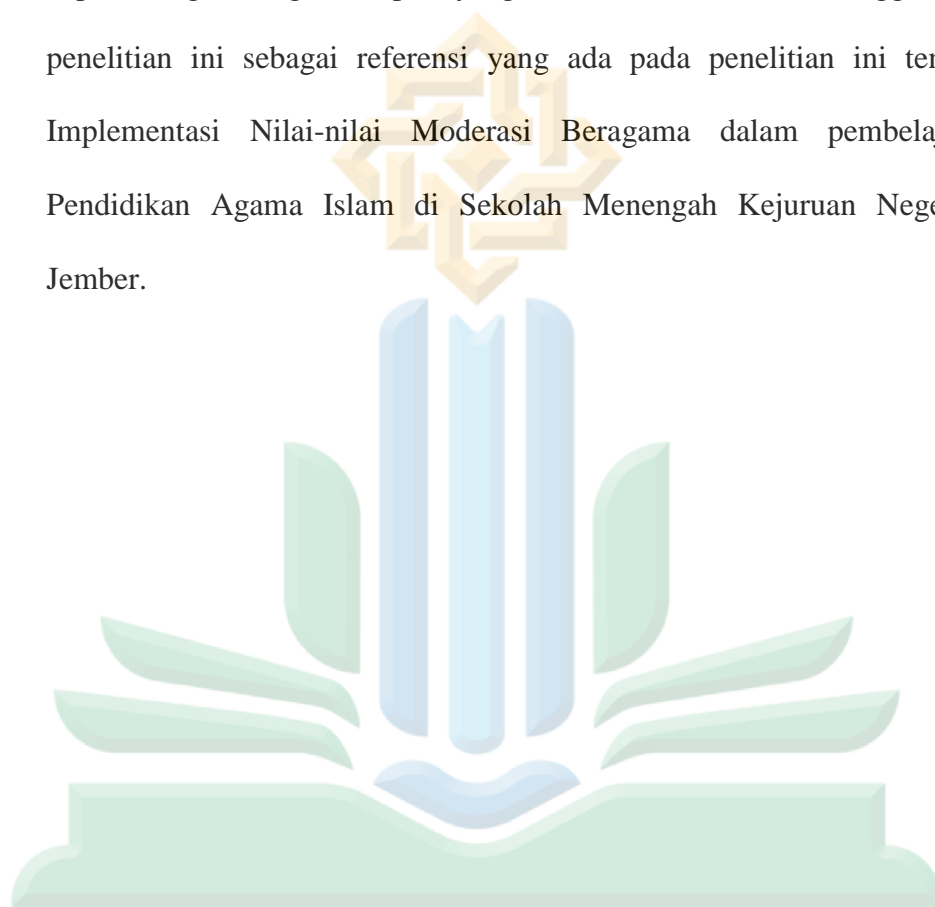 penelitian ini sebagai referensi yang ada pada penelitian ini
Implementasi Nilai-nilai Moderasi Beragama dalam
Pendidikan Agama Islam di Sekolah Menengah Kejuruan
Jember.